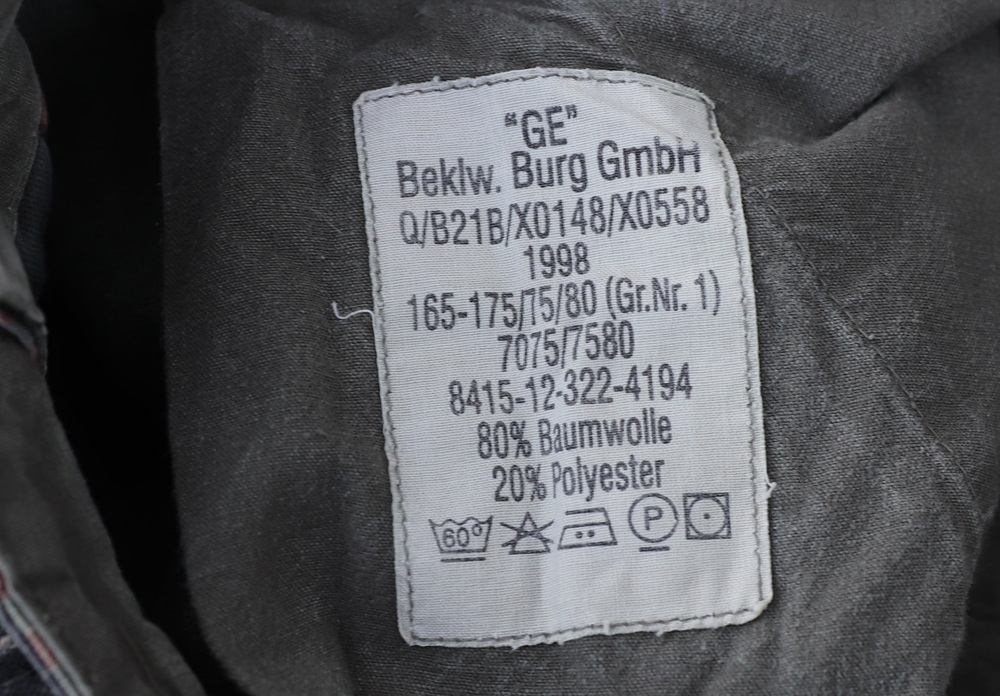 “GE”
Beklw. Burg GmbH
Q/B21B/X0148/X0558
1998
165-175/75/80 (Gr.Nr. 1)
7075/7580
8415-12-322-4194
80% Baumwolle
20% Polyester
60° P